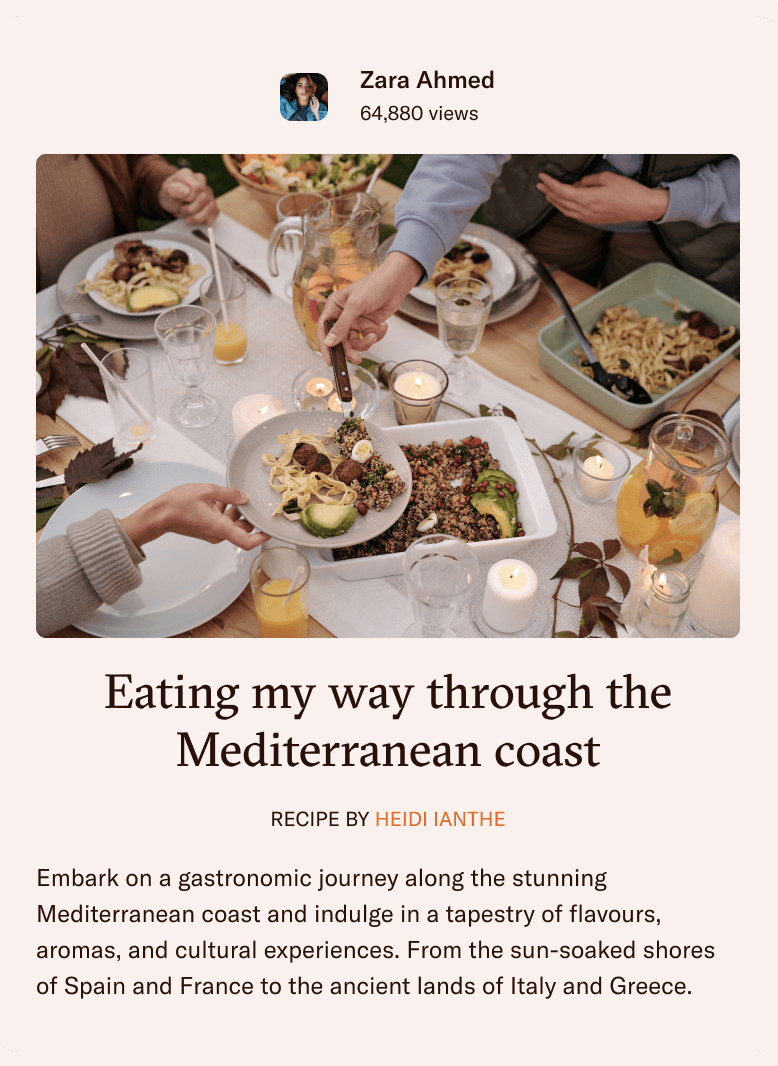 Zara Ahmed
64,880 views
Eating my way through the
Mediterranean coast
RECIPE BY HEIDI IANTHE
Embark on a gastronomic journey along the stunning
Mediterranean coast and indulge in a tapestry of flavours,
aromas, and cultural experiences. From the sun-soaked shores
of Spain and France to the ancient lands of Italy and Greece.